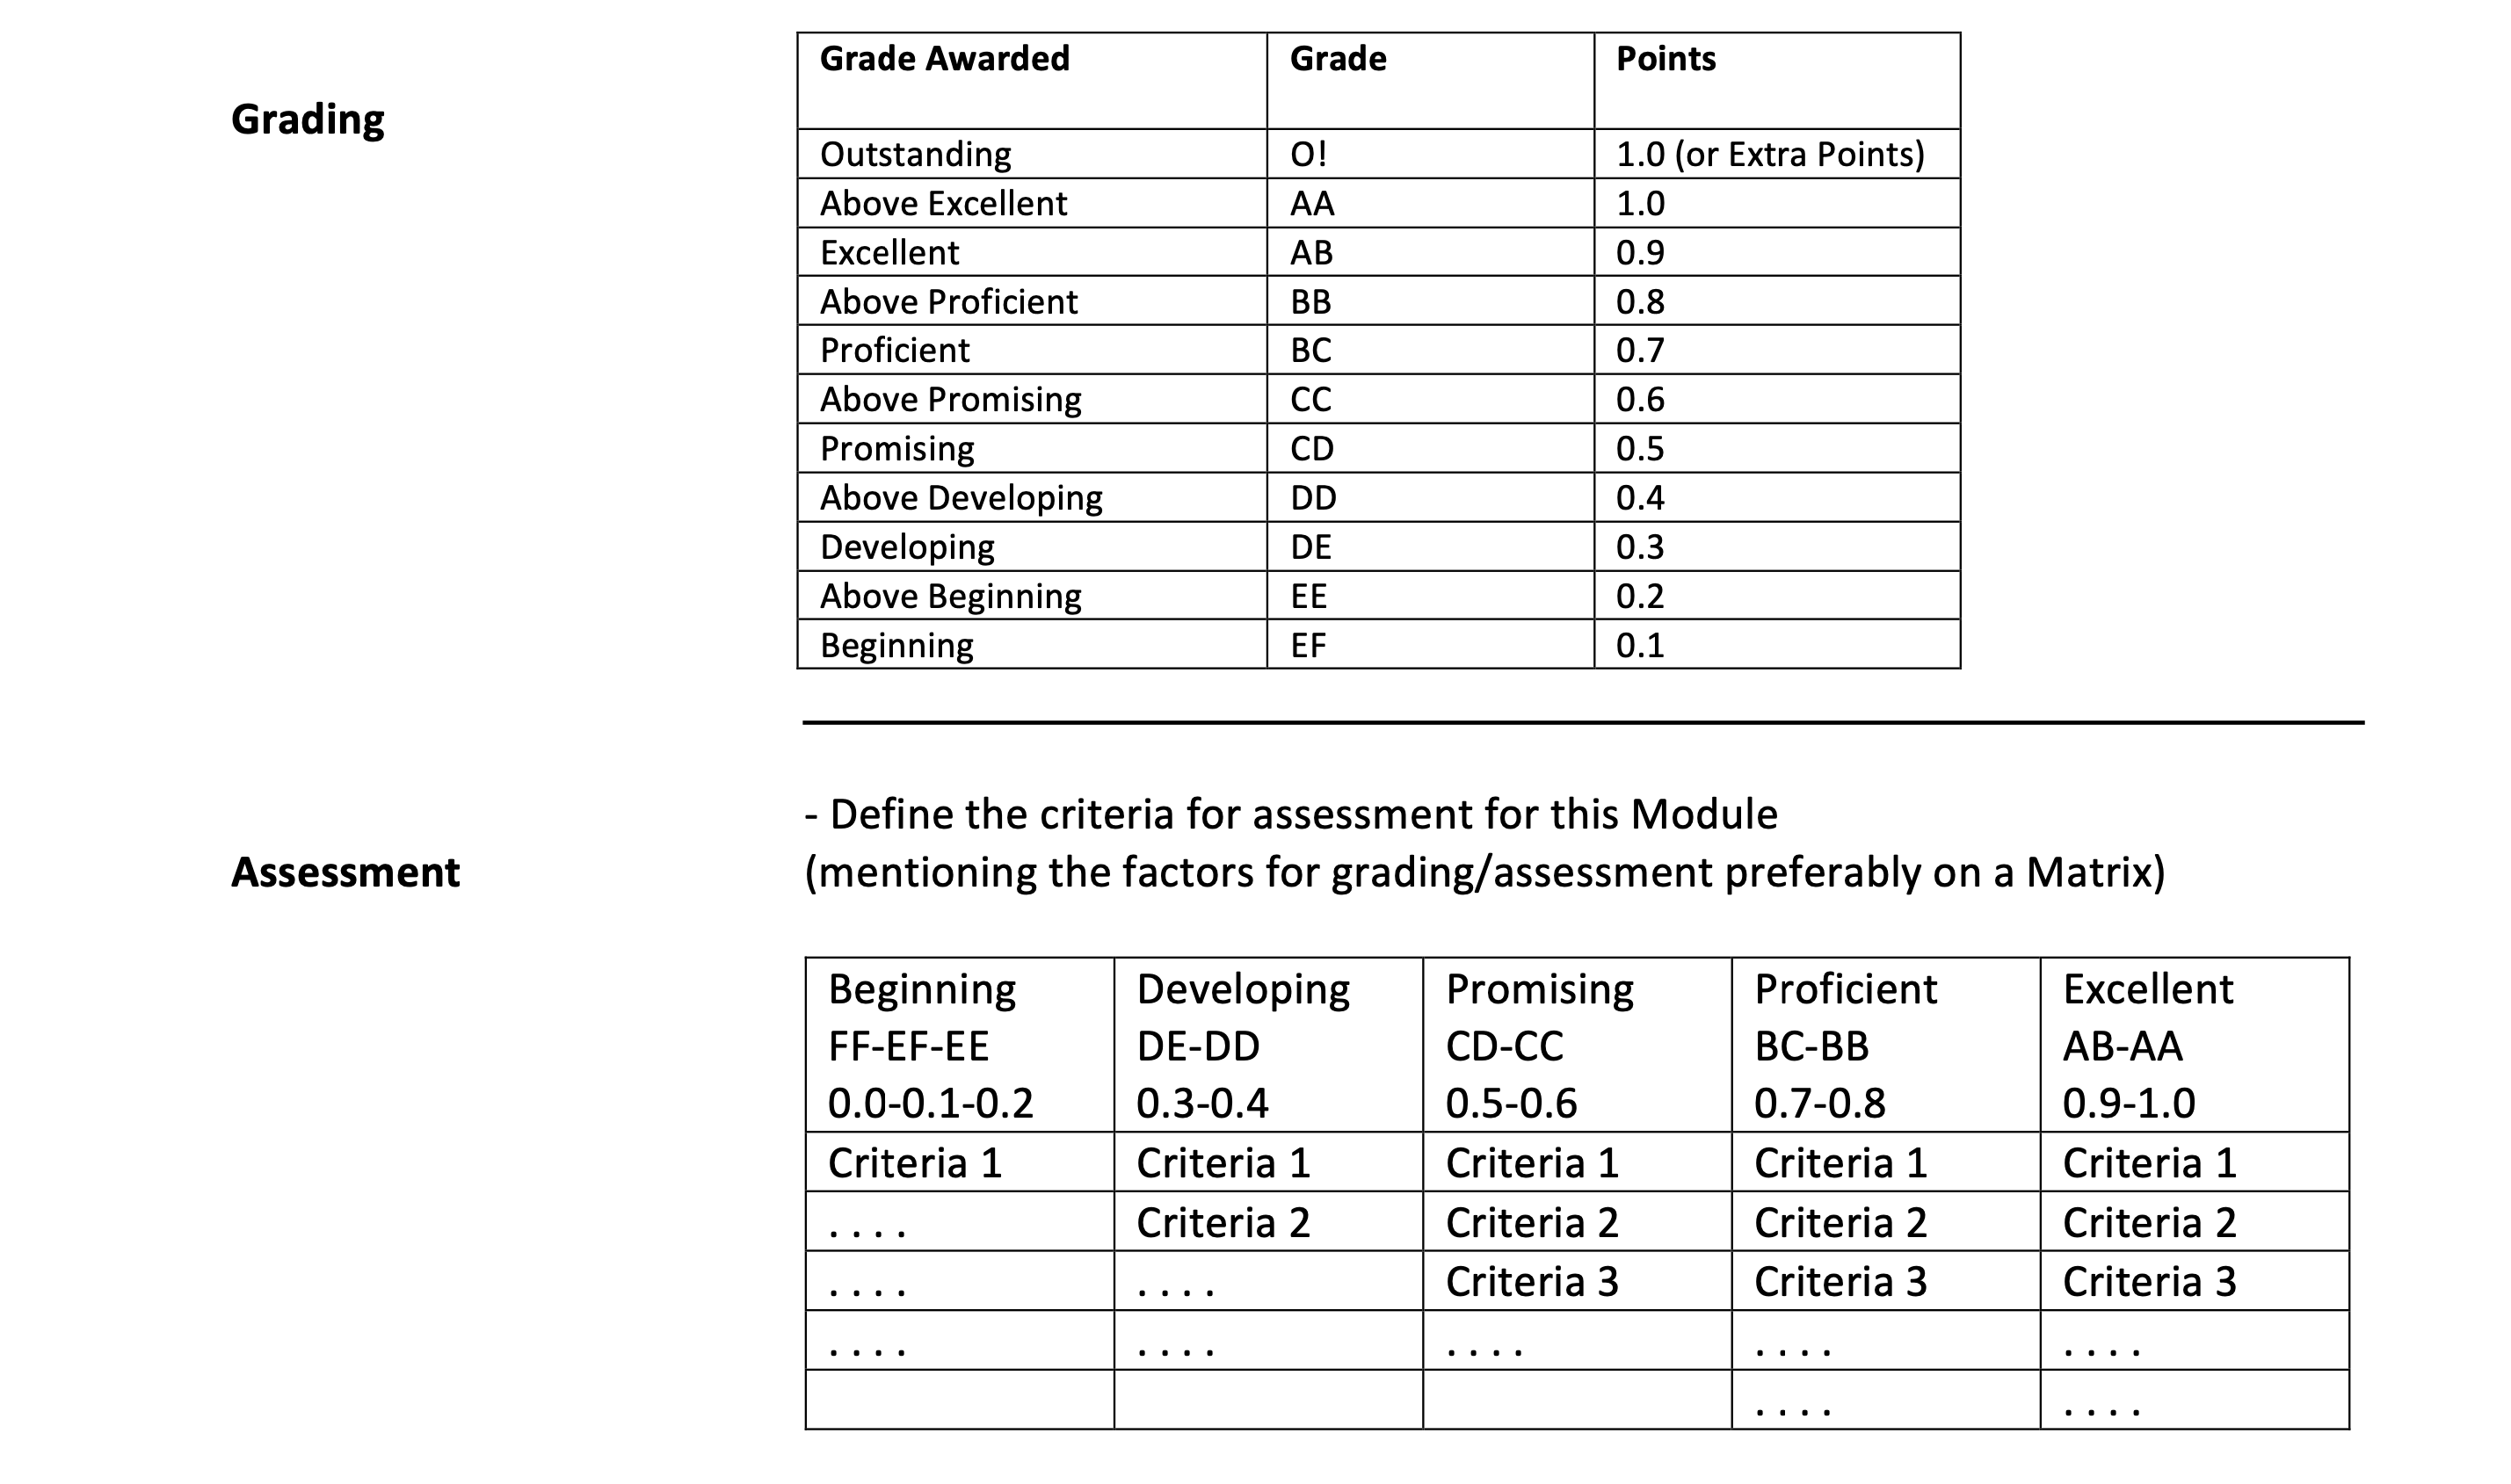 Grading
Grade Awarded Grade Points
Outstanding O! 1.0 (or Extra Points)
Above Excellent AA 1.0
Excellent AB 0.9
Above Proficient BB 0.8
Proficient BC 0.7
Above Promising CC 0.6
Promising CD 0.5
Above Developing DD 0.4
Developing DE 0.3
Above Beginning EE 0.2
Beginning EF 0.1
Assessment
- Define the criteria for assessment for this Module
(mentioning the factors for grading/assessment preferably on a Matrix)
Beginning Developing Promising Proficient Excellent
FF-EF-EE DE-DD CD-CC BC-BB AB-AA
0.0-0.1-0.2 0.3-0.4 0.5-0.6 0.7-0.8 0.9-1.0
Criteria 1 Criteria 1 Criteria 1 Criteria 1 Criteria 1
. . . . Criteria 2 Criteria 2 Criteria 2 Criteria 2
. . . . . . . . Criteria 3 Criteria 3 Criteria 3
. . . . . . . . . . . . . . . . . . . .
. . . . . . . .